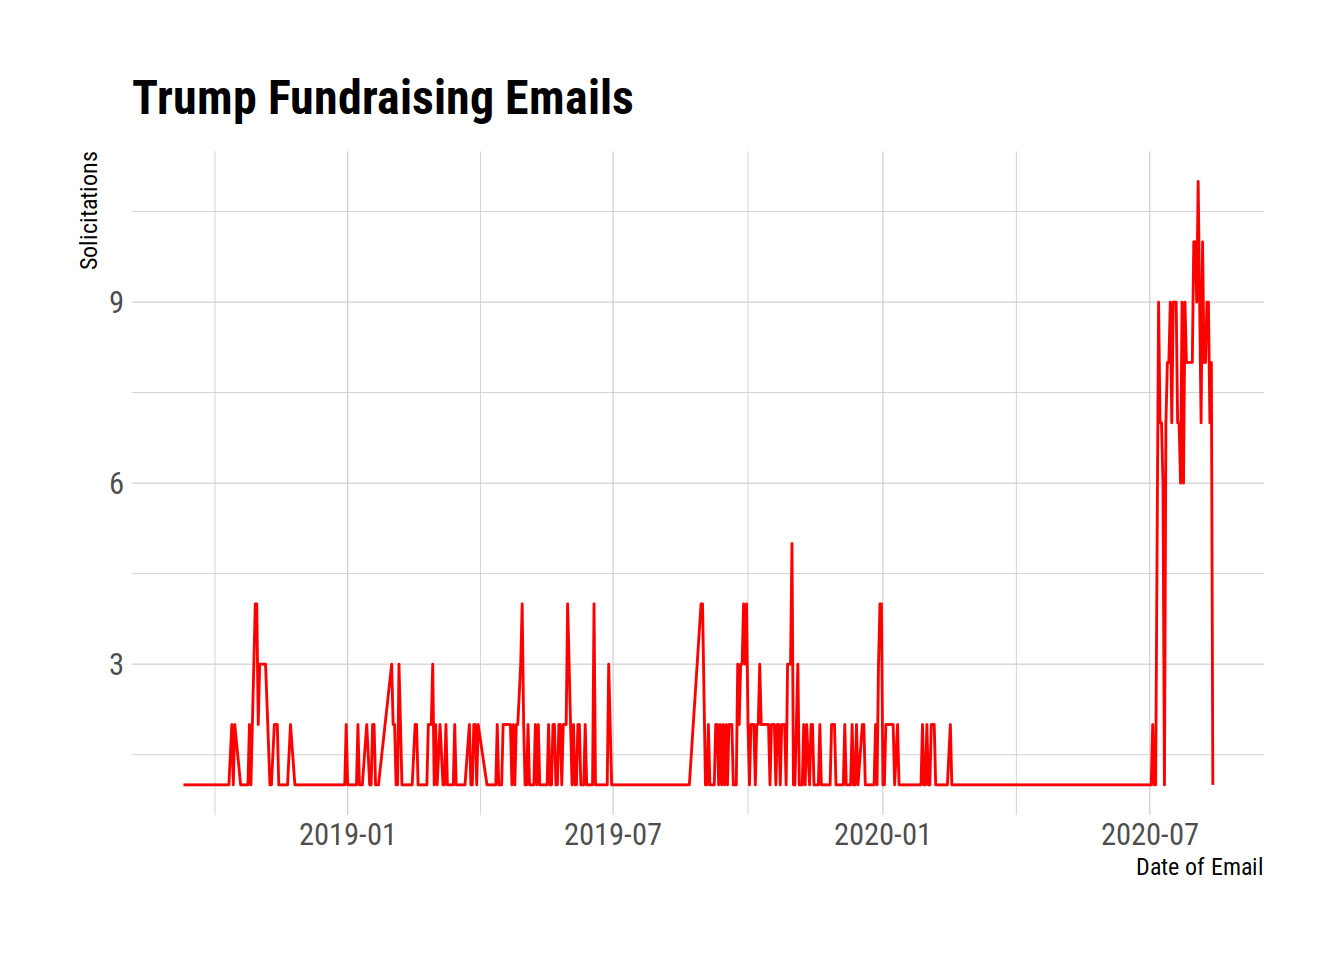 Trump Fundraising Emails
Solicitations
9
6
3
2019-01
2019-07
2020-01
2020-07
Date of Email